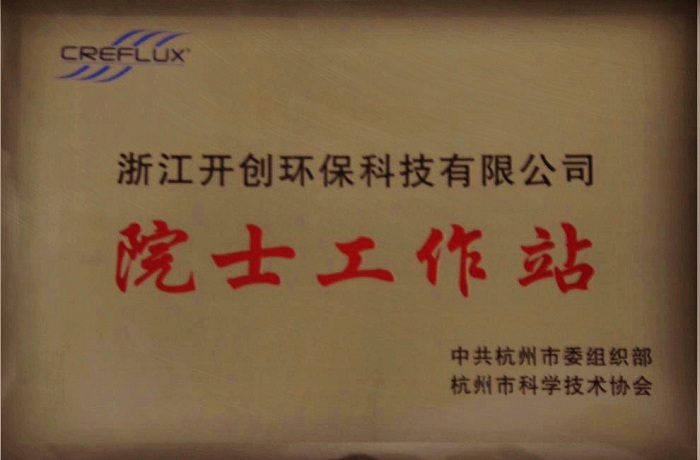 CREFLUX®
浙江开创环保科技有限公司
院士工作站
中共杭州市委组织部
杭州市科学技术协会